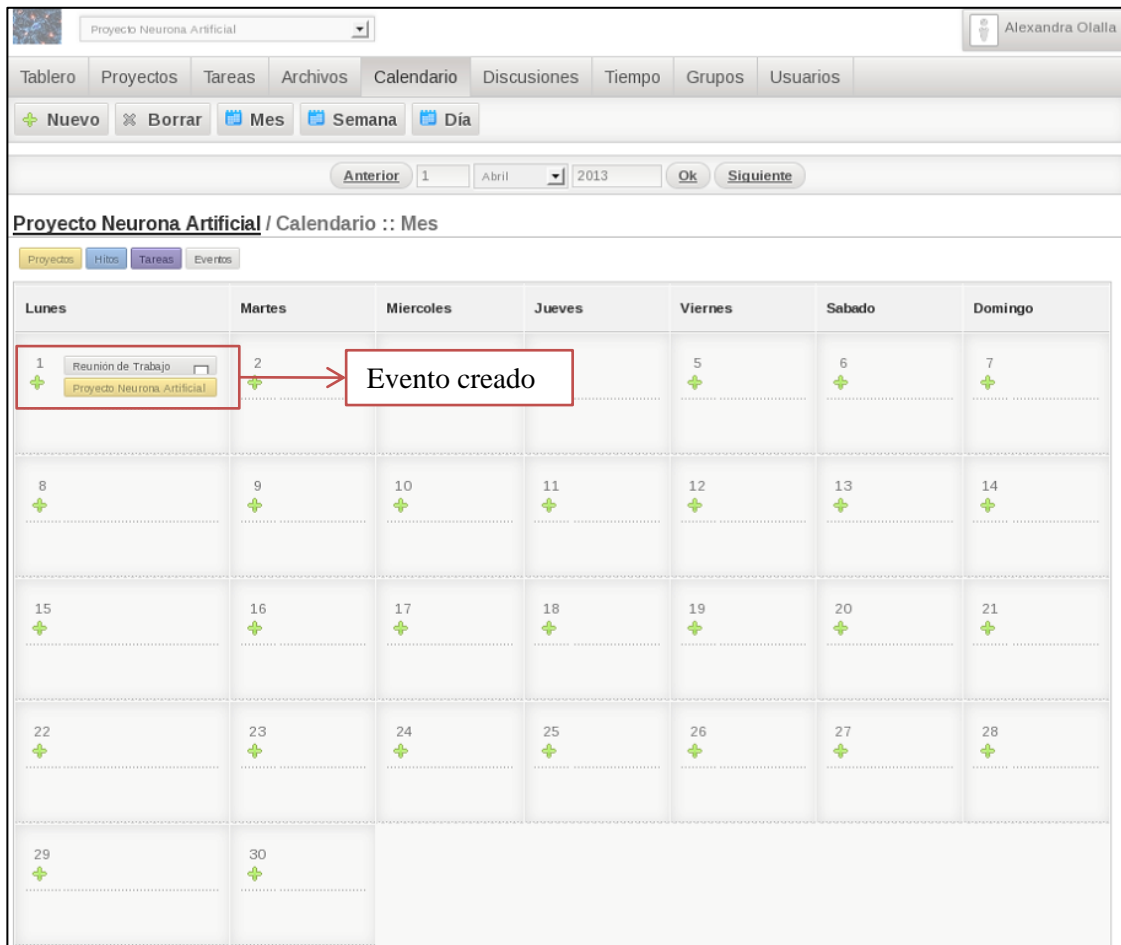 Proyecto Neurona Artificial
Alexandra Olalla
Tablero Proyectos Tareas Archivos Calendario Discusiones Tiempo Grupos Usuarios
Nuevo Borrar Mes Semana Día
Anterior 1 Abril 2013 Ok Siguiente
Proyecto Neurona Artificial / Calendario :: Mes
Proyectos Hitos Tareas Eventos
Lunes Martes Miercoles Jueves Viernes Sabado Domingo
1 Reunión de Trabajo 2 5 6 7
Proyecto Neurona Artificial
Evento creado
8 9 10 11 12 13 14
15 16 17 18 19 20 21
22 23 24 25 26 27 28
29 30